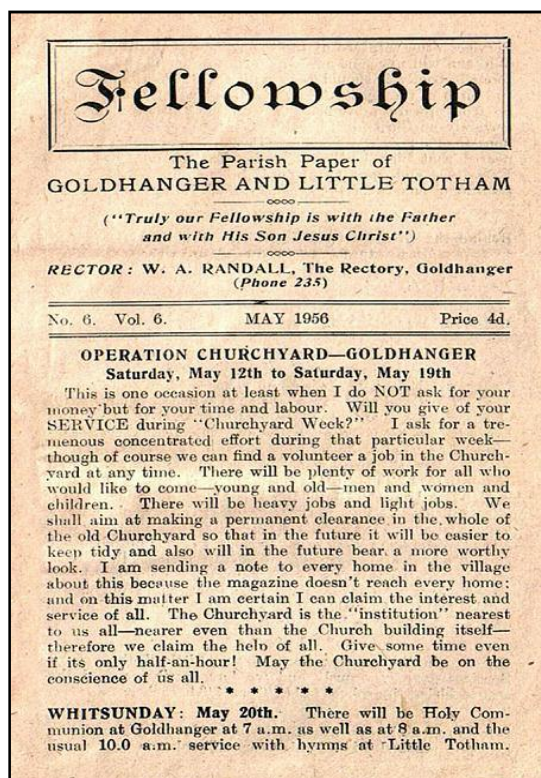 Fellowship
The Parish Paper of
GOLDHANGER AND LITTLE TOTHAM
("Truly our Fellowship is with the Father
and with His Son Jesus Christ")
RECTOR: W. A. RANDALL, The Rectory, Goldhanger
(Phone 235)
No. 6. Vol. 6. MAY 1956 Price 4d.
OPERATION CHURCHYARD—GOLDHANGER
Saturday, May 12th to Saturday, May 19th
This is one occasion at least when I do NOT ask for your
money but for your time and labour. Will you give of your
SERVICE during "Churchyard Week?" I ask for a tre-
menous concentrated effort during that particular week—
though of course we can find a volunteer a job in the Church-
yard at any time. There will be plenty of work for all who
would like to come—young and old—men and women and
children. There will be heavy jobs and light jobs. We
shall aim at making a permanent clearance in the whole of
the old Churchyard so that in the future it will be easier to
keep tidy and also will in the future bear a more worthy
look. I am sending a note to every home in the village
about this because the magazine doesn't reach every home;
and on this matter I am certain I can claim the interest and
service of all. The Churchyard is the "institution" nearest
to us all—nearer even than the Church building itself—
therefore we claim the help of all. Give some time even
if its only half-an-hour! May the Churchyard be on the
conscience of us all.
* * * * *
WHITSUNDAY: May 20th. There will be Holy Com-
munion at Goldhanger at 7 a.m. as well as at 8 a.m. and the
usual 10.0 a.m. service with hymns at Little Totham.